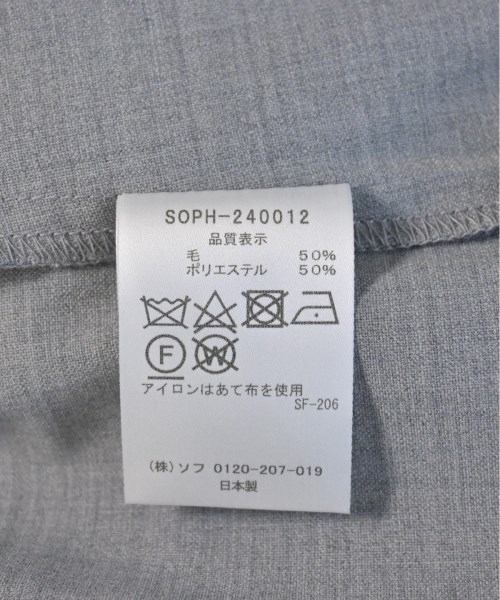 SOPH-240012
品質表示
毛 50%
ポリエステル 50%
F W
アイロンはあて布を使用
SF-206
(株)ソフ 0120-207-019
日本製